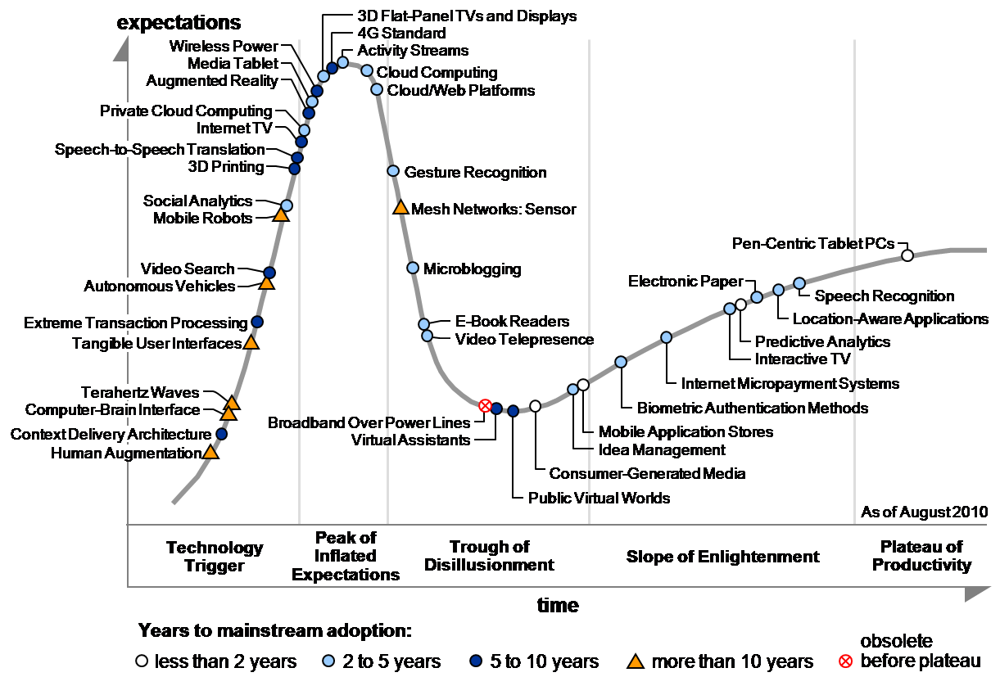 expectations
3D Flat-Panel TVs and Displays
4G Standard
Activity Streams
Wireless Power
Media Tablet
Augmented Reality
Cloud Computing
Cloud/Web Platforms
Private Cloud Computing
Internet TV
Speech-to-Speech Translation
3D Printing
Gesture Recognition
Social Analytics
Mobile Robots
Mesh Networks: Sensor
Pen-Centric Tablet PCs
Video Search
Autonomous Vehicles
Microblogging
Electronic Paper
Speech Recognition
Extreme Transaction Processing
Tangible User Interfaces
E-Book Readers
Video Telepresence
Location-Aware Applications
Predictive Analytics
Interactive TV
Internet Micropayment Systems
Terahertz Waves
Computer-Brain Interface
Biometric Authentication Methods
Context Delivery Architecture
Human Augmentation
Broadband Over Power Lines
Virtual Assistants
Mobile Application Stores
Idea Management
Consumer-Generated Media
Public Virtual Worlds
As of August 2010
Technology
Trigger
Peak of
Inflated
Expectations
Trough of
Disillusionment
Slope of Enlightenment
Plateau of
Productivity
time
Years to mainstream adoption:
less than 2 years
2 to 5 years
5 to 10 years
more than 10 years
obsolete
before plateau